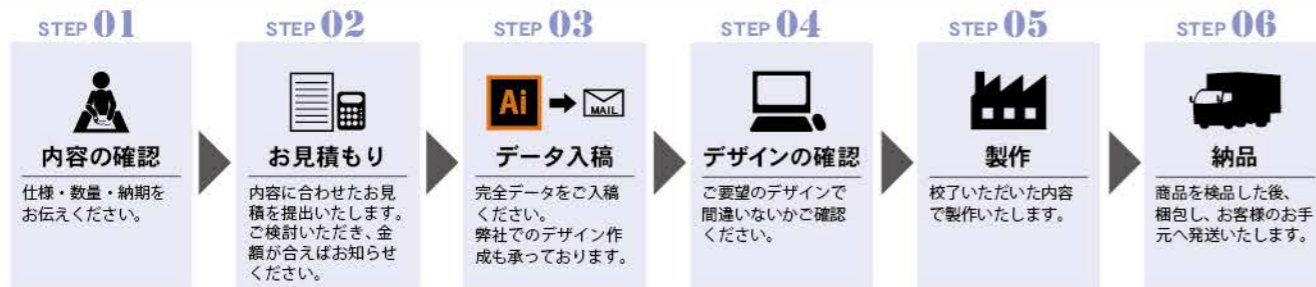 STEP 01
内容の確認
仕様・数量・納期を
お伝えください。
STEP 02
お見積もり
内容に合わせたお見
積を提出いたします。
ご検討いただき、金
額が合えばお知らせ
ください。
STEP 03
Ai
MAIL
データ入稿
完全データをご入稿
ください。
弊社でのデザイン作
成も承っております。
STEP 04
デザインの確認
ご要望のデザインで
間違いないかご確認
ください。
STEP 05
製作
校了いただいた内容
で製作いたします。
STEP 06
納品
商品を検品した後、
梱包し、お客様のお手
元へ発送いたします。